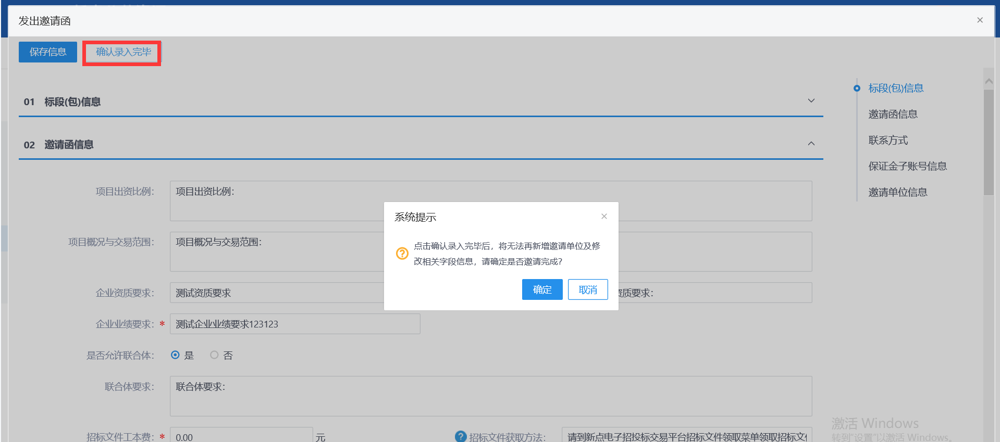 发出邀请函
保存信息
确认录入完毕
01 标段(包)信息
02 邀请函信息
标段(包)信息
邀请函信息
联系方式
保证金子账号信息
邀请单位信息
项目出资比例：
项目出资比例：
项目概况与交易范围：
项目概况与交易范围：
系统提示
点击确认录入完毕后，将无法再新增邀请单位及修
改相关字段信息，请确定是否邀请完成?
确定
取消
企业资质要求：
测试资质要求
资质要求：
企业业绩要求：*
测试企业业绩要求123123
是否允许联合体：
是
否
联合体要求：
联合体要求：
招标文件工本费：*
0.00
元
招标文件获取方法：
请到新点电子招投标交易平台招标文件领取菜单领取招标文
激活 Windows
转到"设置"以激活 Windows。